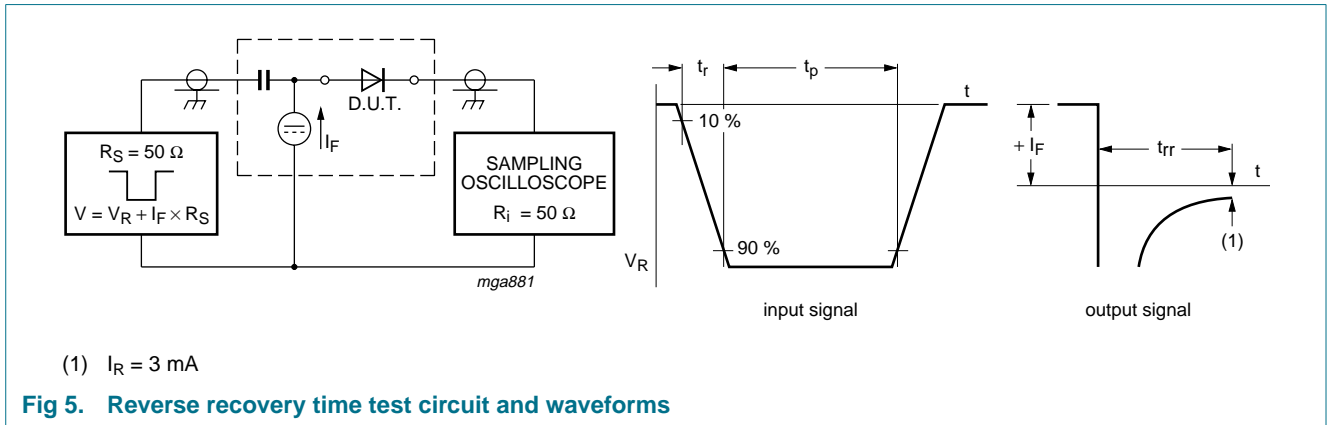 R_S = 50 Ω
V = V_R + I_F × R_S
I_F
D.U.T.
SAMPLING
OSCILLOSCOPE
R_i = 50 Ω
mga881
t_r
t_p
t
10 %
90 %
V_R
input signal
+ I_F
t_rr
t
(1)
output signal
(1) I_R = 3 mA
Fig 5. Reverse recovery time test circuit and waveforms